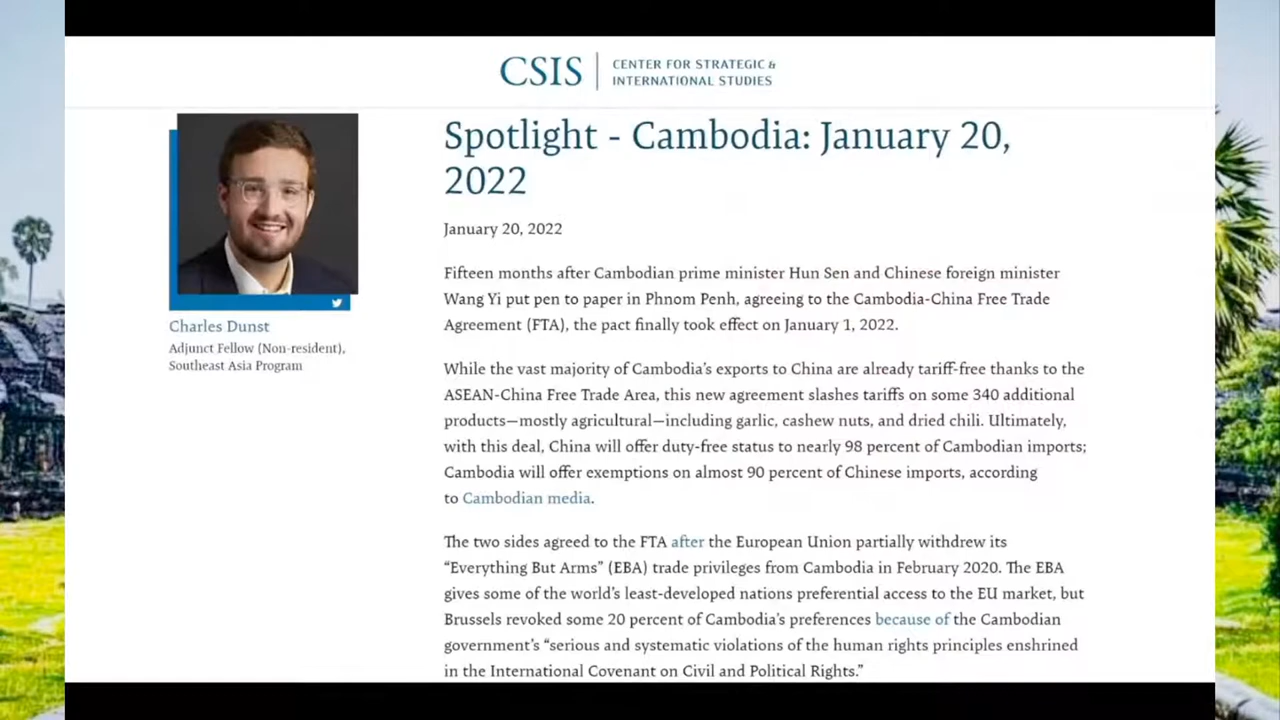 CSIS
CENTER FOR STRATEGIC &
INTERNATIONAL STUDIES
Charles Dunst
Adjunct Fellow (Non-resident),
Southeast Asia Program
Spotlight - Cambodia: January 20,
2022
January 20, 2022
Fifteen months after Cambodian prime minister Hun Sen and Chinese foreign minister
Wang Yi put pen to paper in Phnom Penh, agreeing to the Cambodia-China Free Trade
Agreement (FTA), the pact finally took effect on January 1, 2022.
While the vast majority of Cambodia's exports to China are already tariff-free thanks to the
ASEAN-China Free Trade Area, this new agreement slashes tariffs on some 340 additional
products—mostly agricultural—including garlic, cashew nuts, and dried chili. Ultimately,
with this deal, China will offer duty-free status to nearly 98 percent of Cambodian imports;
Cambodia will offer exemptions on almost 90 percent of Chinese imports, according
to Cambodian media.
The two sides agreed to the FTA after the European Union partially withdrew its
“Everything But Arms” (EBA) trade privileges from Cambodia in February 2020. The EBA
gives some of the world's least-developed nations preferential access to the EU market, but
Brussels revoked some 20 percent of Cambodia's preferences because of the Cambodian
government's “serious and systematic violations of the human rights principles enshrined
in the International Covenant on Civil and Political Rights.”